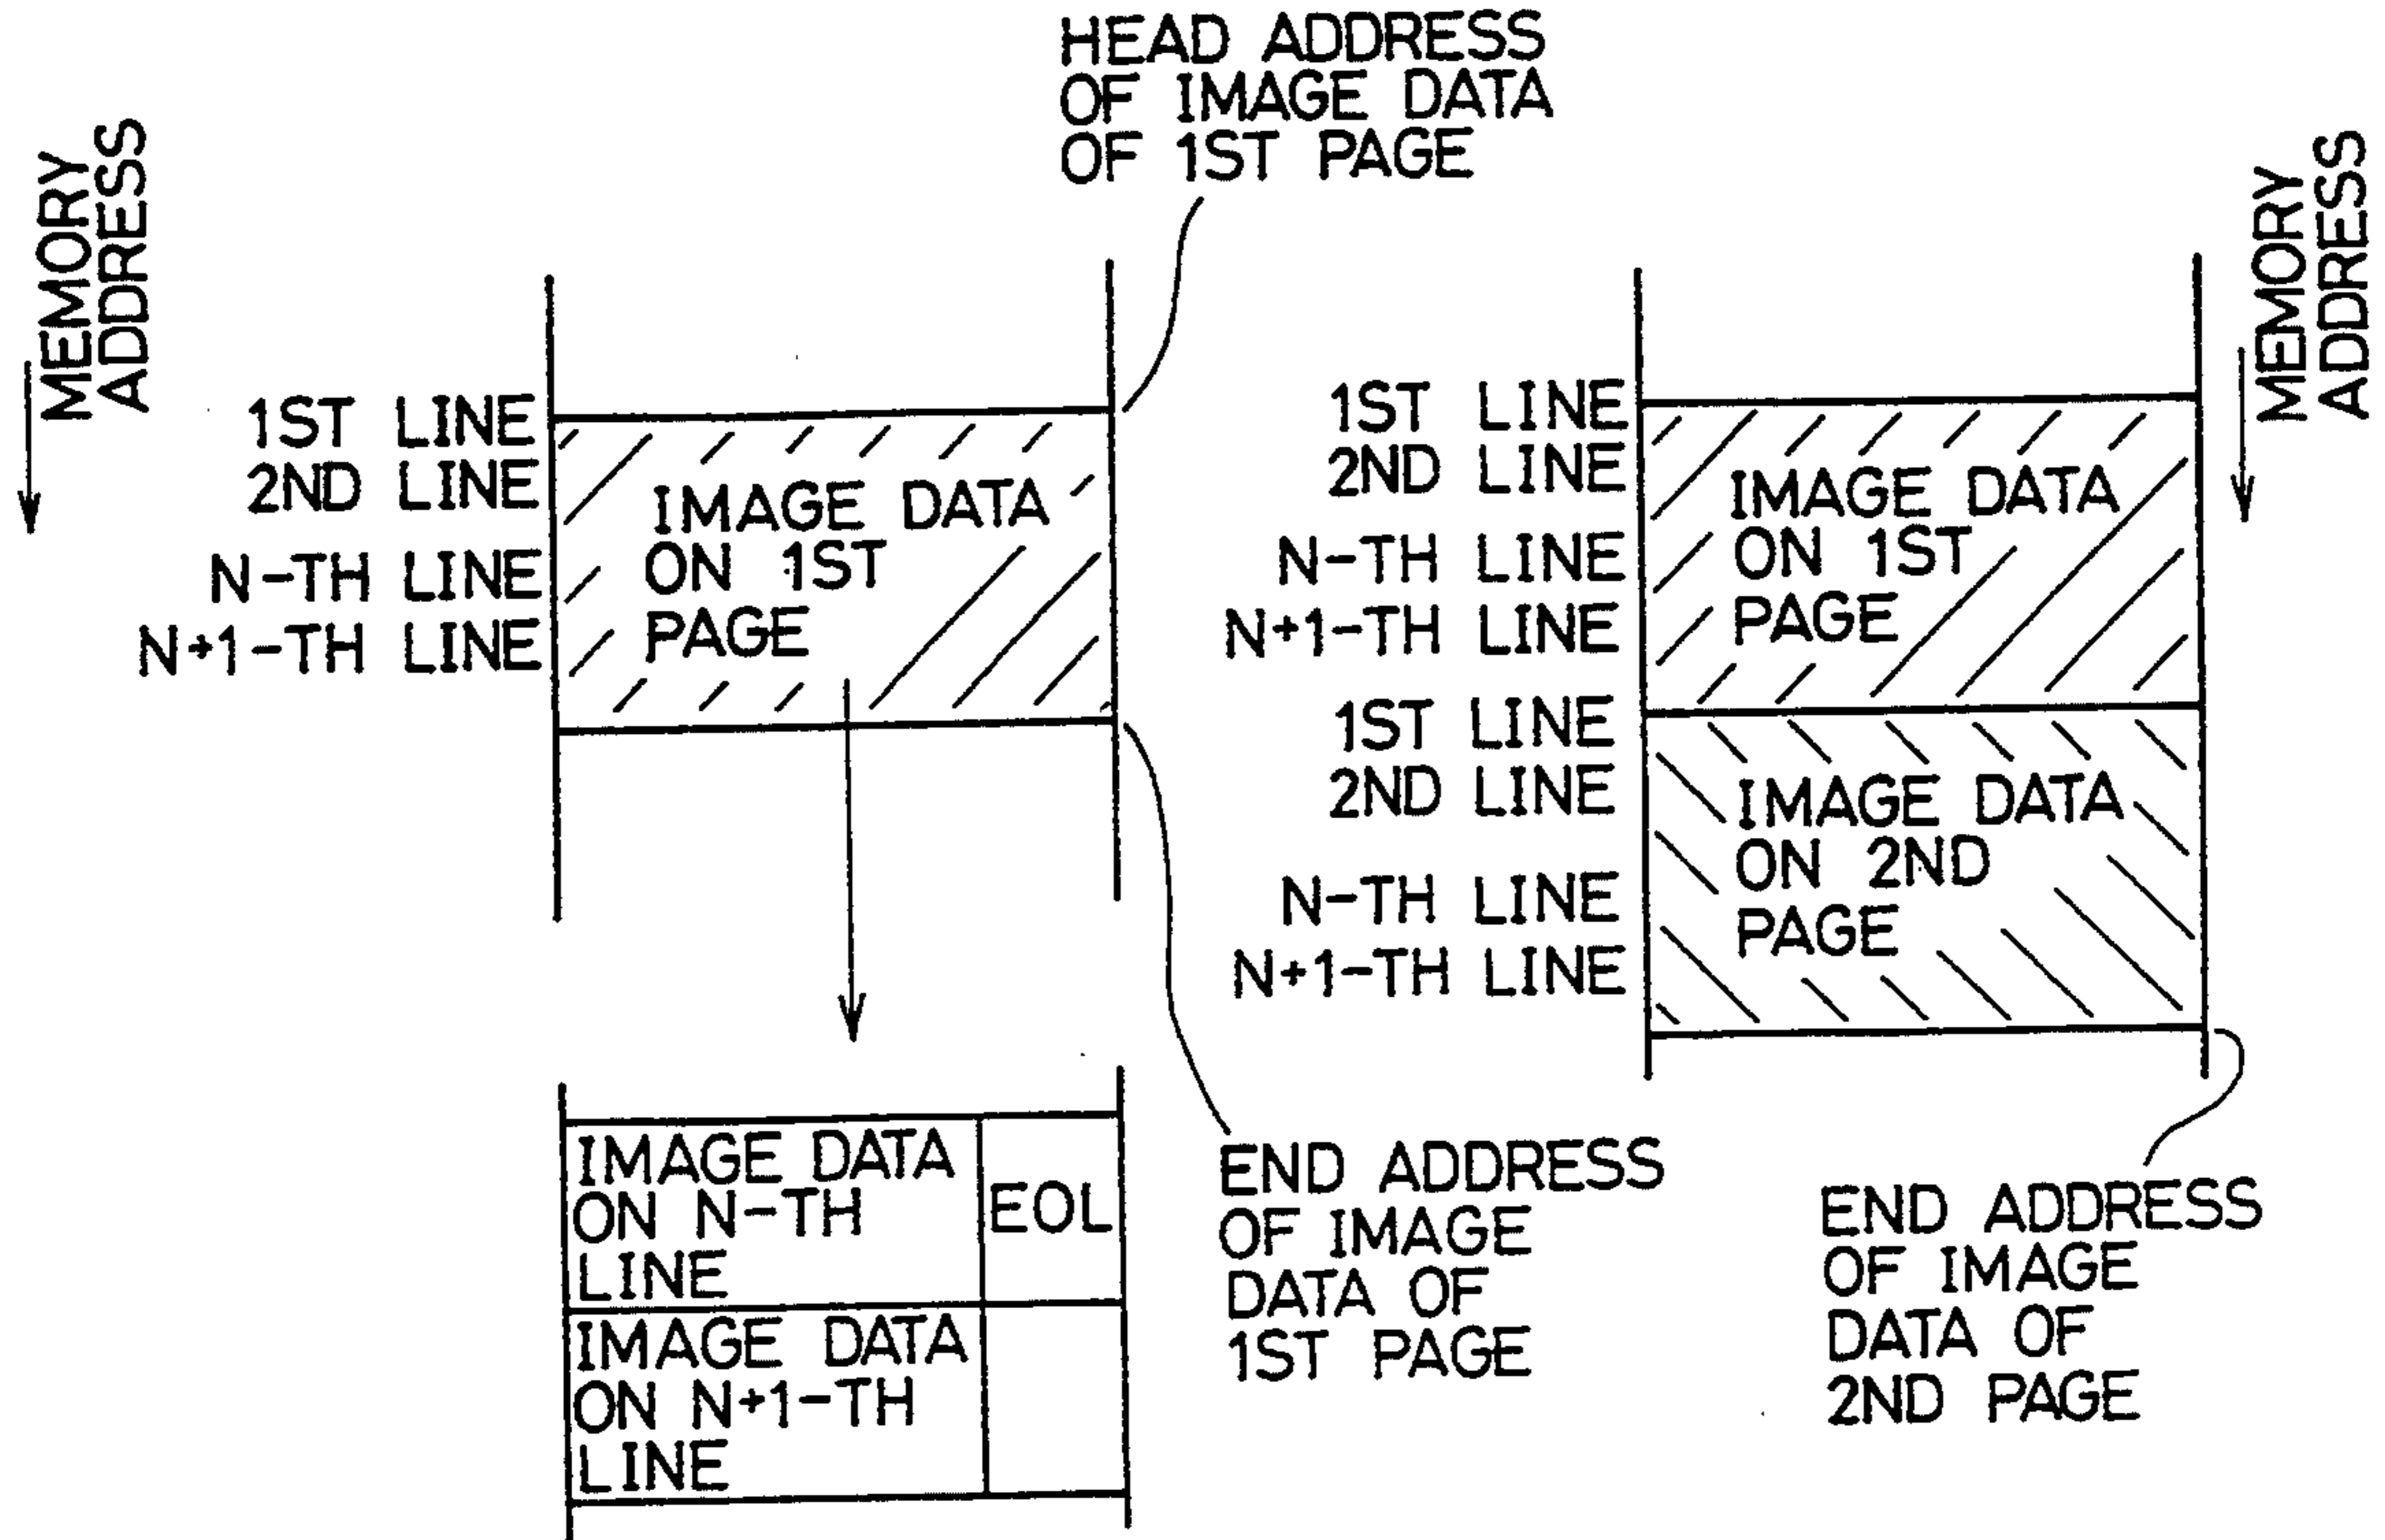 HEAD ADDRESS
OF IMAGE DATA
OF 1ST PAGE
MEMORY
ADDRESS
1ST LINE
2ND LINE
N-TH LINE
N+1-TH LINE
IMAGE DATA
ON 1ST
PAGE
IMAGE DATA
ON N-TH
LINE
EOL
IMAGE DATA
ON N+1-TH
LINE
END ADDRESS
OF IMAGE
DATA OF
1ST PAGE
MEMORY
ADDRESS
1ST LINE
2ND LINE
N-TH LINE
N+1-TH LINE
IMAGE DATA
ON 1ST
PAGE
1ST LINE
2ND LINE
N-TH LINE
N+1-TH LINE
IMAGE DATA
ON 2ND
PAGE
END ADDRESS
OF IMAGE
DATA OF
2ND PAGE